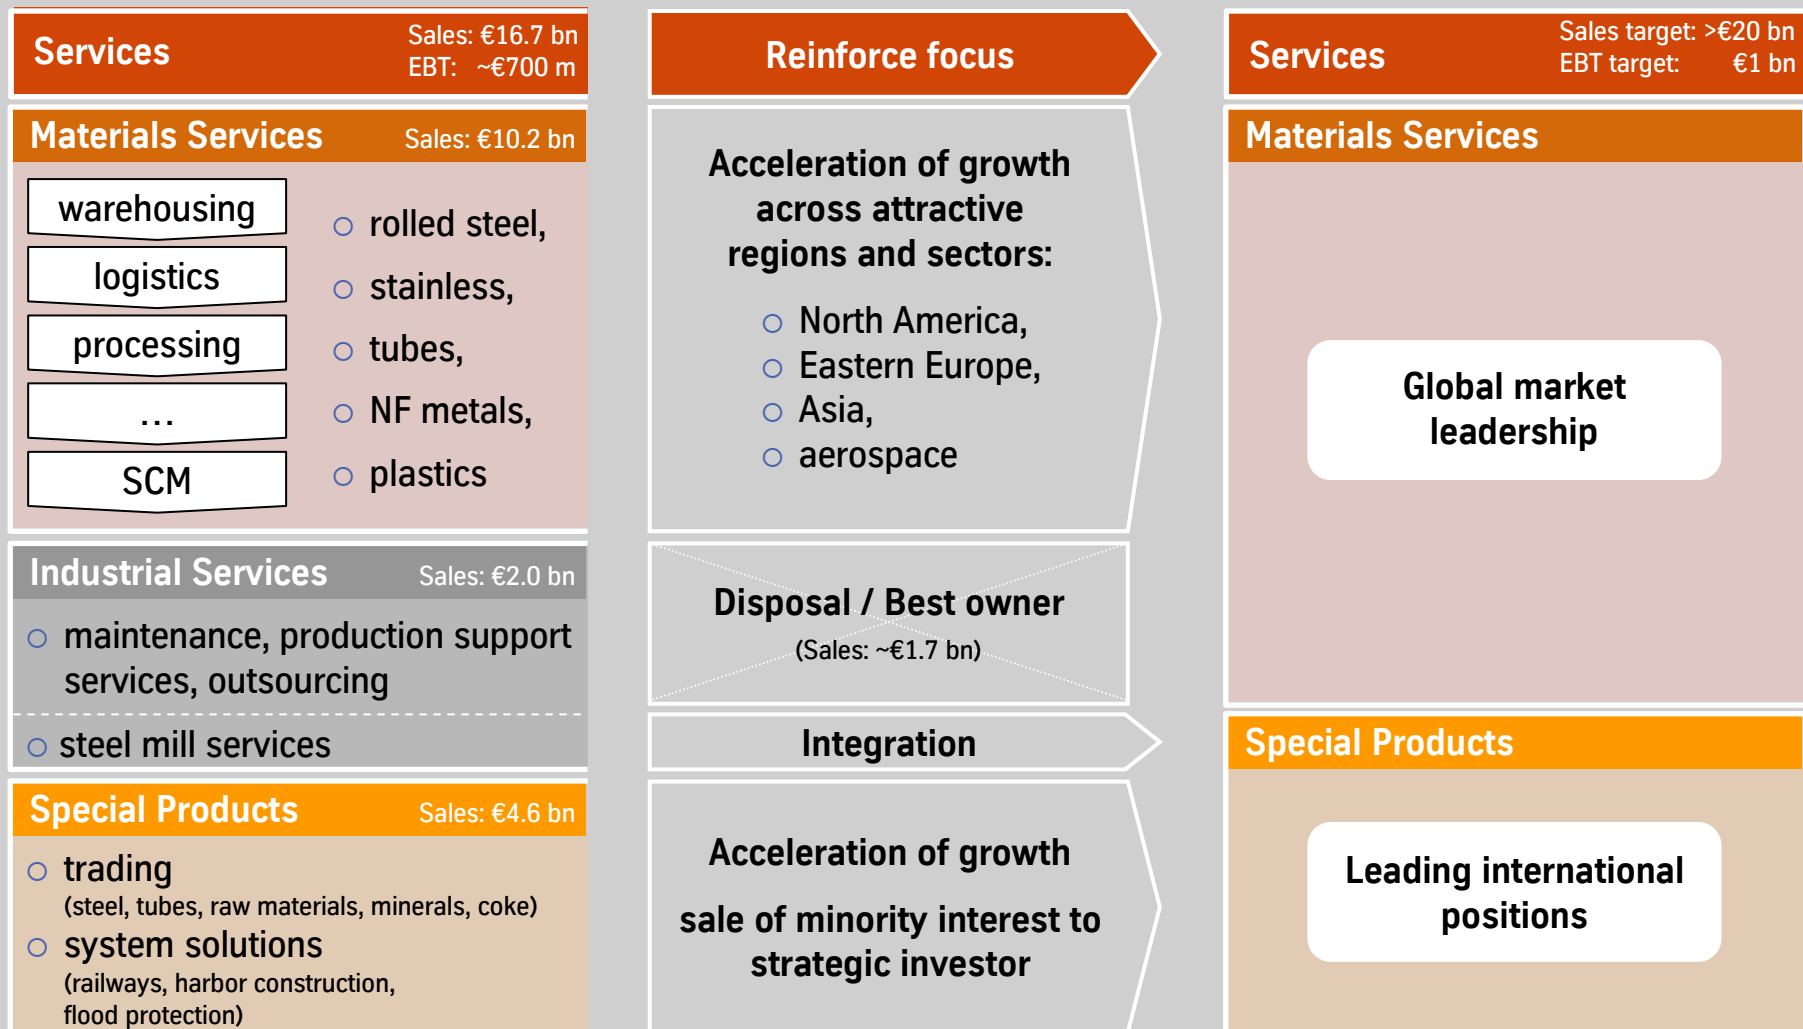 Services
Sales: €16.7 bn
EBT: ~€700 m
Materials Services
Sales: €10.2 bn
warehousing
logistics
processing
...
SCM
rolled steel,
stainless,
tubes,
NF metals,
plastics
Industrial Services
Sales: €2.0 bn
maintenance, production support
services, outsourcing
steel mill services
Special Products
Sales: €4.6 bn
trading
(steel, tubes, raw materials, minerals, coke)
system solutions
(railways, harbor construction,
flood protection)
Reinforce focus
Acceleration of growth
across attractive
regions and sectors:
North America,
Eastern Europe,
Asia,
aerospace
Disposal / Best owner
(Sales: ~€1.7 bn)
Integration
Acceleration of growth
sale of minority interest to
strategic investor
Services
Sales target: >€20 bn
EBT target: €1 bn
Materials Services
Global market
leadership
Special Products
Leading international
positions